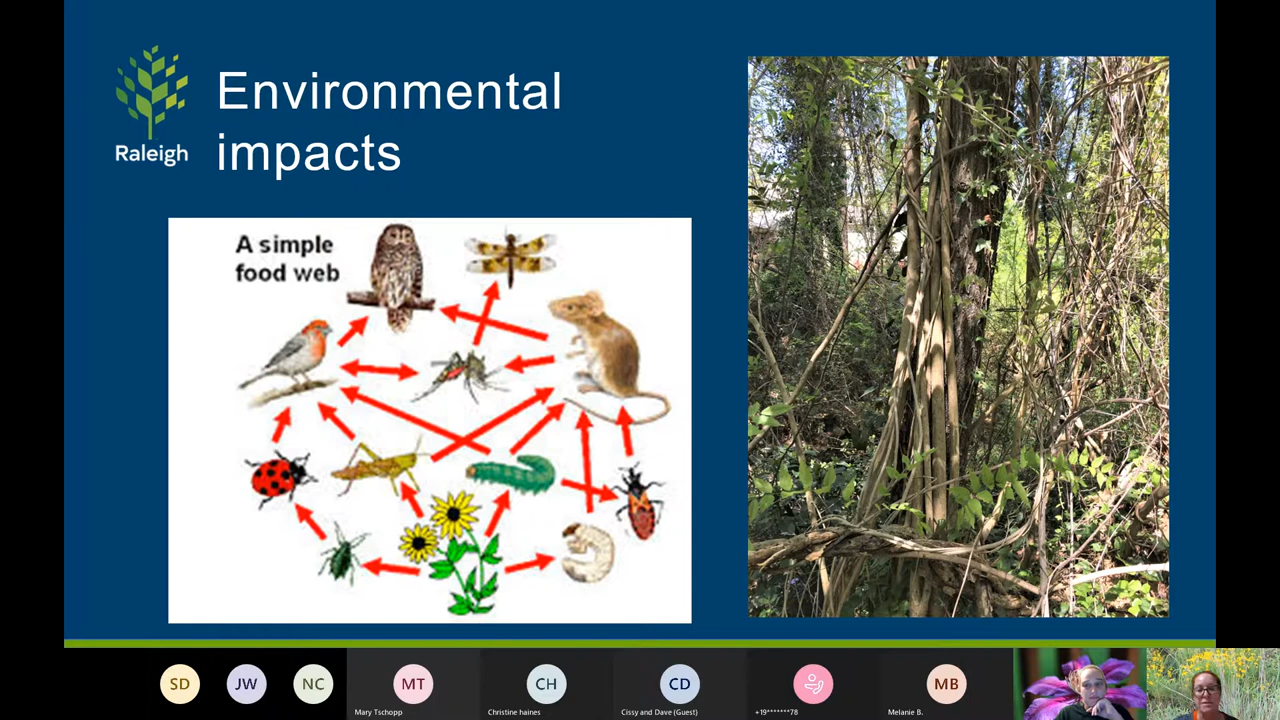 Environmental
impacts
Raleigh
A simple
food web
SD
JW
NC
MT
CH
CD
MB
Mary Tschopp
Christine haines
Cissy and Dave (Guest)
+19*******78
Melanie B.